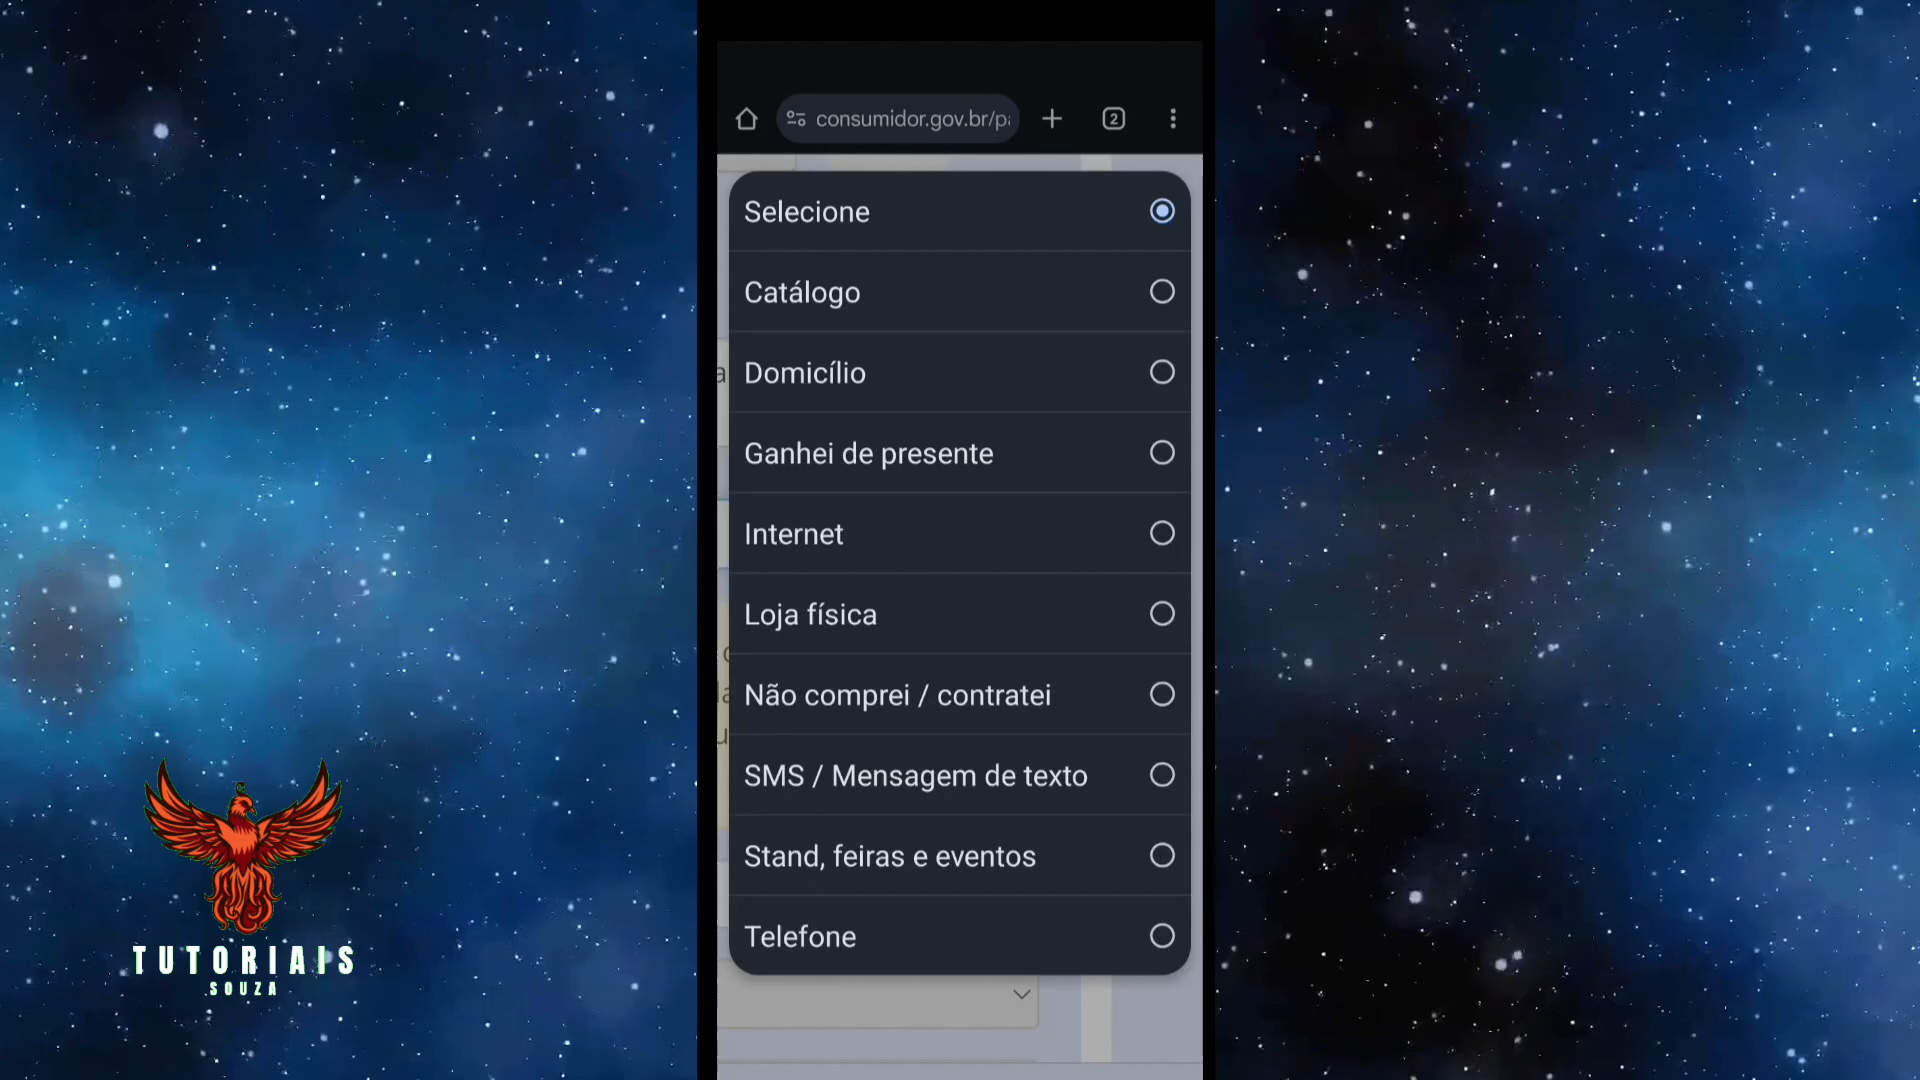 consumidor.gov.br/p
2
Selecione
Catálogo
Domicílio
Ganhei de presente
Internet
Loja física
Não comprei / contratei
SMS / Mensagem de texto
Stand, feiras e eventos
Telefone
TUTORIAIS
SOUZA